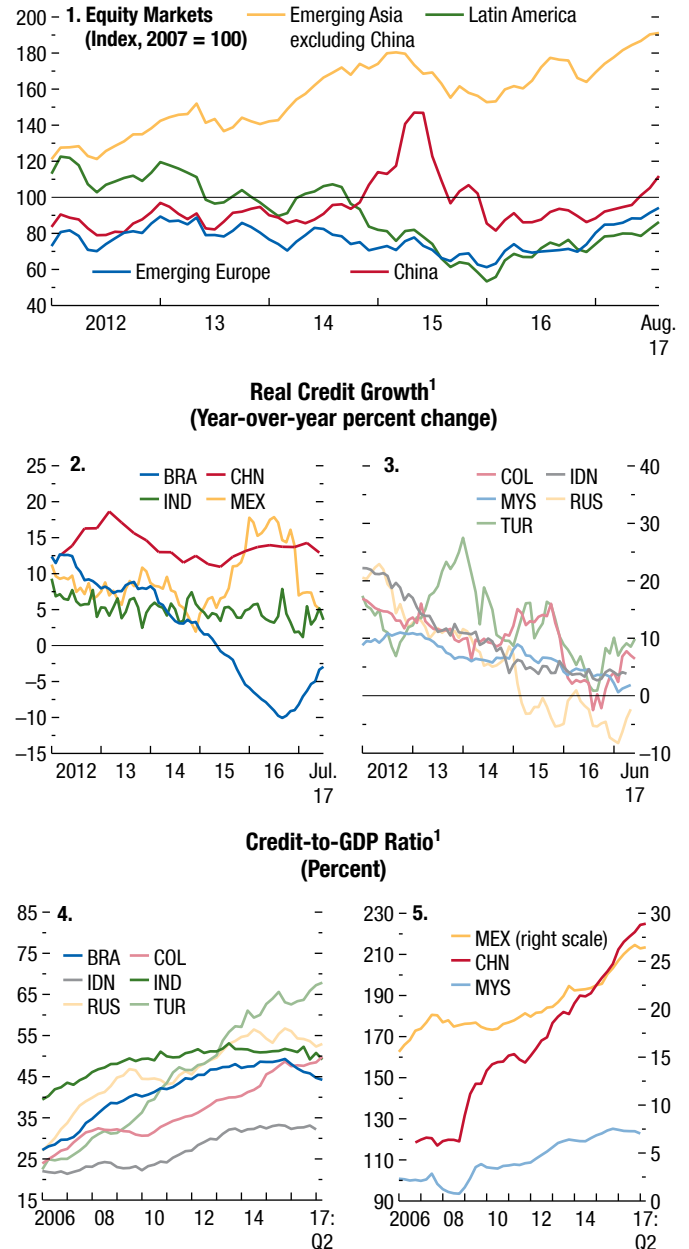 1. Equity Markets
(Index, 2007 = 100)
Emerging Asia
excluding China
Latin America
200
180
160
140
120
100
80
60
40
Emerging Europe
China
2012 13 14 15 16 Aug.
17
Real Credit Growth1
(Year-over-year percent change)
2.
BRA CHN
IND MEX
25
20
15
10
5
0
–5
–10
–15
2012 13 14 15 16 Jul.
17
3.
COL IDN
MYS RUS
TUR
40
30
20
10
0
–10
2012 13 14 15 16 Jun
17
Credit-to-GDP Ratio1
(Percent)
4.
BRA COL
IDN IND
RUS TUR
85
75
65
55
45
35
25
15
2006 08 10 12 14 17:
Q2
5.
MEX (right scale)
CHN
MYS
230
210
190
170
150
130
110
90
30
25
20
15
10
5
0
2006 08 10 12 14 17:
Q2